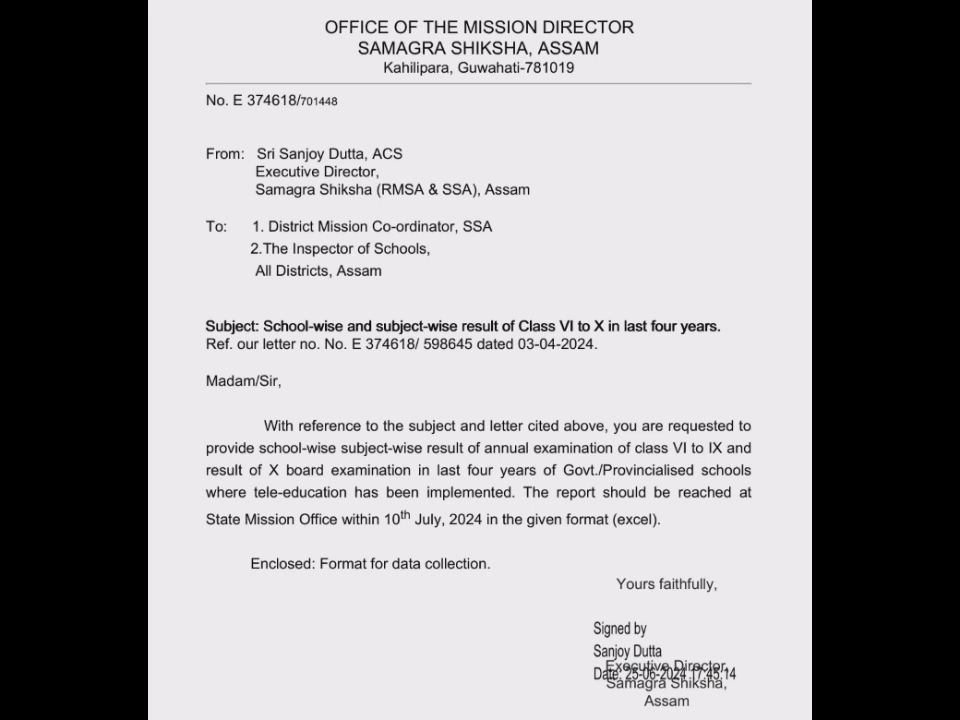 OFFICE OF THE MISSION DIRECTOR
SAMAGRA SHIKSHA, ASSAM
Kahilipara, Guwahati-781019
No. E 374618/701448
From: Sri Sanjoy Dutta, ACS
Executive Director,
Samagra Shiksha (RMSA & SSA), Assam
To: 1. District Mission Co-ordinator, SSA
2.The Inspector of Schools,
All Districts, Assam
Subject: School-wise and subject-wise result of Class VI to X in last four years.
Ref. our letter no. No. E 374618/ 598645 dated 03-04-2024.
Madam/Sir,
With reference to the subject and letter cited above, you are requested to
provide school-wise subject-wise result of annual examination of class VI to IX and
result of X board examination in last four years of Govt./Provincialised schools
where tele-education has been implemented. The report should be reached at
State Mission Office within 10th July, 2024 in the given format (excel).
Enclosed: Format for data collection.
Yours faithfully,
Signed by
Sanjoy Dutta
Executive Director,
Date: 25-06-2024 17:45:14
Samagra Shiksha,
Assam